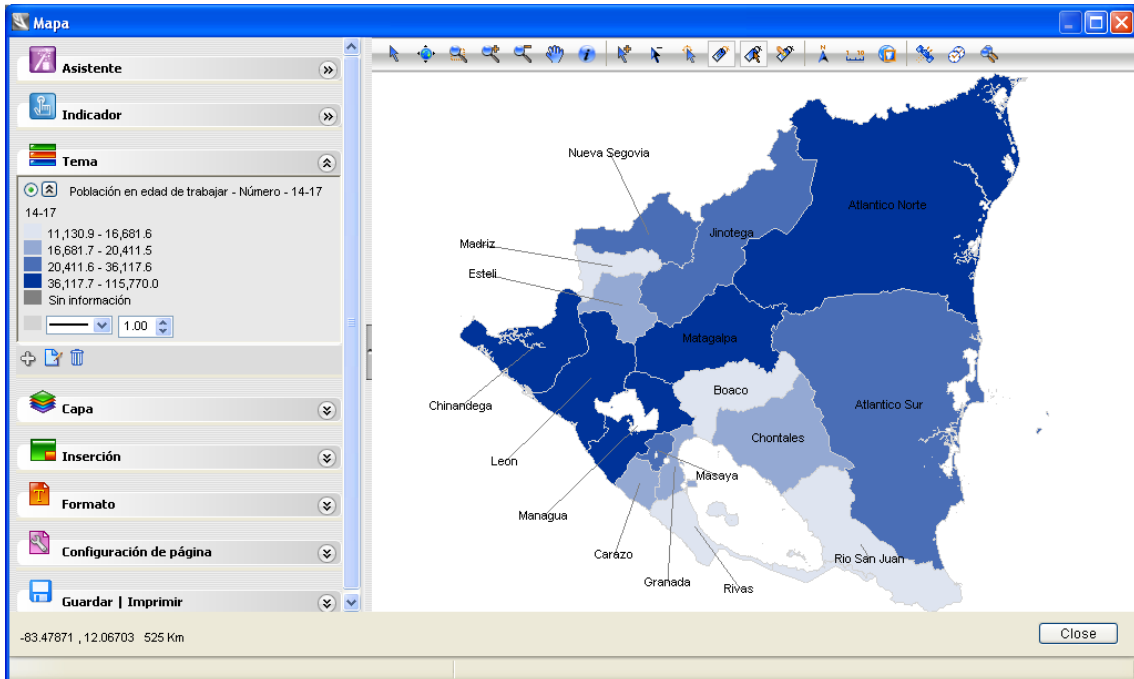 Mapa
Asistente
Indicador
Tema
Población en edad de trabajar - Número - 14-17
14-17
11,130.9 - 16,681.6
16,681.7 - 20,411.5
20,411.6 - 36,117.6
36,117.7 - 115,770.0
Sin información
1.00
Capa
Inserción
Formato
Configuración de página
Guardar | Imprimir
Nueva Segovia
Atlantico Norte
Jinotega
Madriz
Esteli
Matagalpa
Boaco
Chinandega
Atlantico Sur
Chontales
Leon
Masaya
Managua
Carazo
Rio San Juan
Granada
Rivas
-83.47871 , 12.06703 525 Km
Close